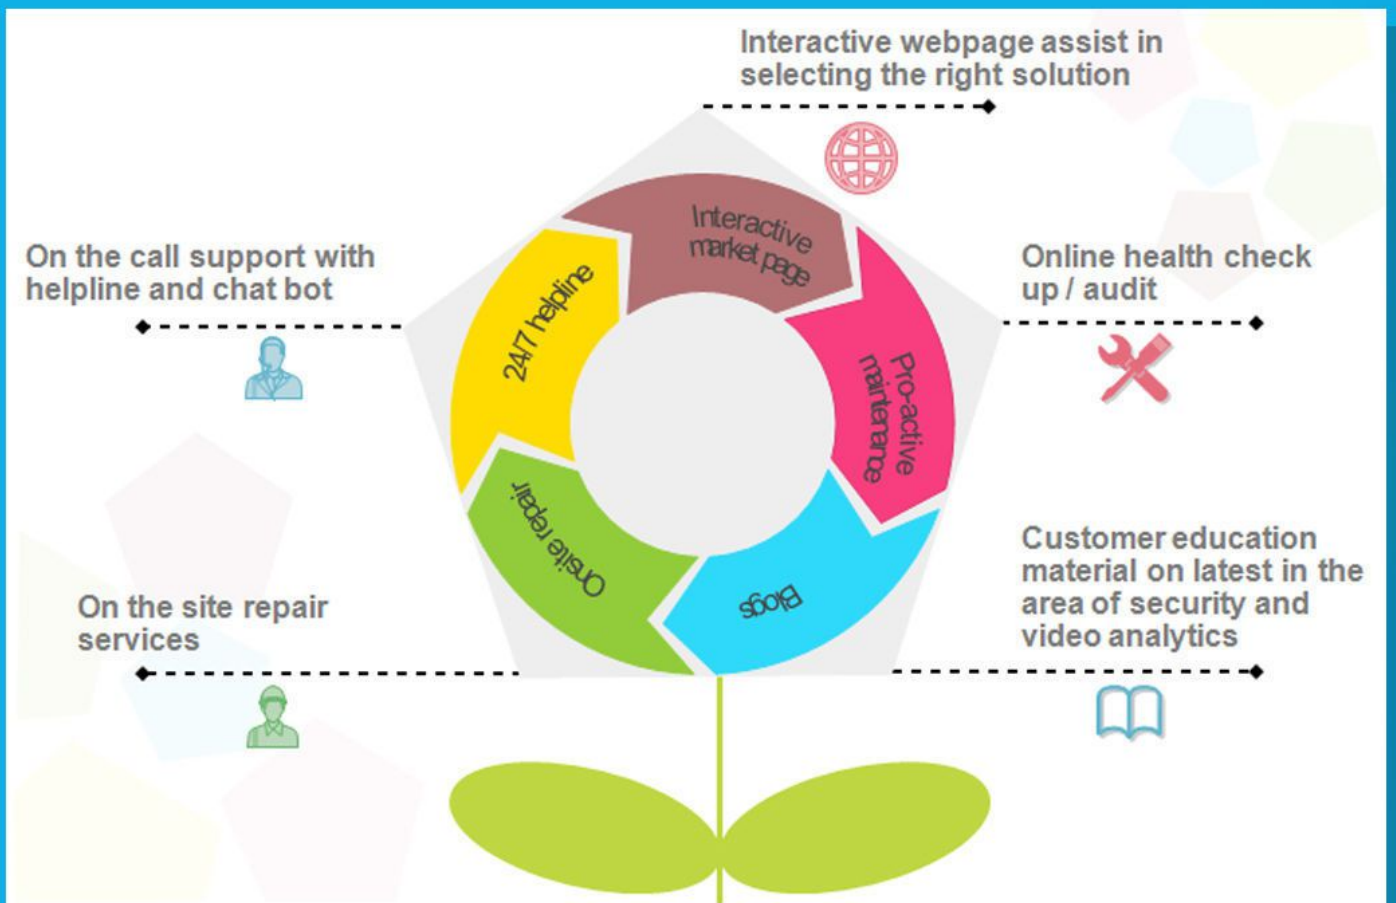 Interactive webpage assist in
selecting the right solution
Interactive
market page
On the call support with
helpline and chat bot
24/7 helpline
Online health check
up / audit
Pro-active
maintenance
Customer education
material on latest in the
area of security and
video analytics
Blogs
On the site repair
services
Onsite repair